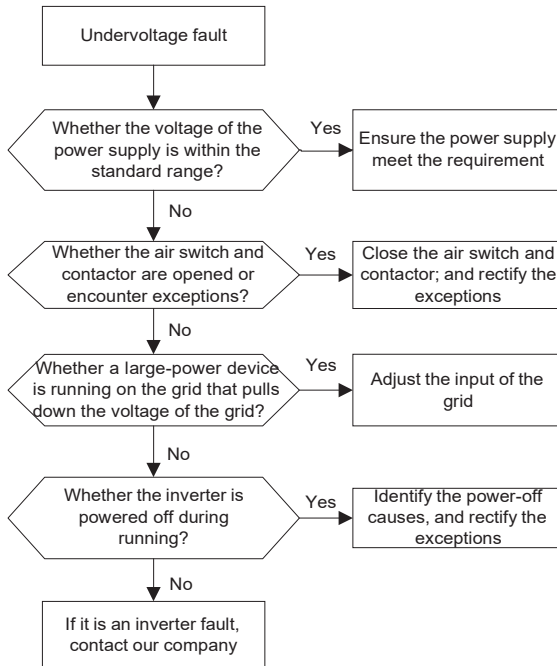 Undervoltage fault
Whether the voltage of the
power supply is within the
standard range?
Yes
Ensure the power supply
meet the requirement
No
Whether the air switch and
contactor are opened or
encounter exceptions?
Yes
Close the air switch and
contactor; and rectify the
exceptions
No
Whether a large-power device
is running on the grid that pulls
down the voltage of the grid?
Yes
Adjust the input of the
grid
No
Whether the inverter is
powered off during
running?
Yes
Identify the power-off
causes, and rectify the
exceptions
No
If it is an inverter fault,
contact our company